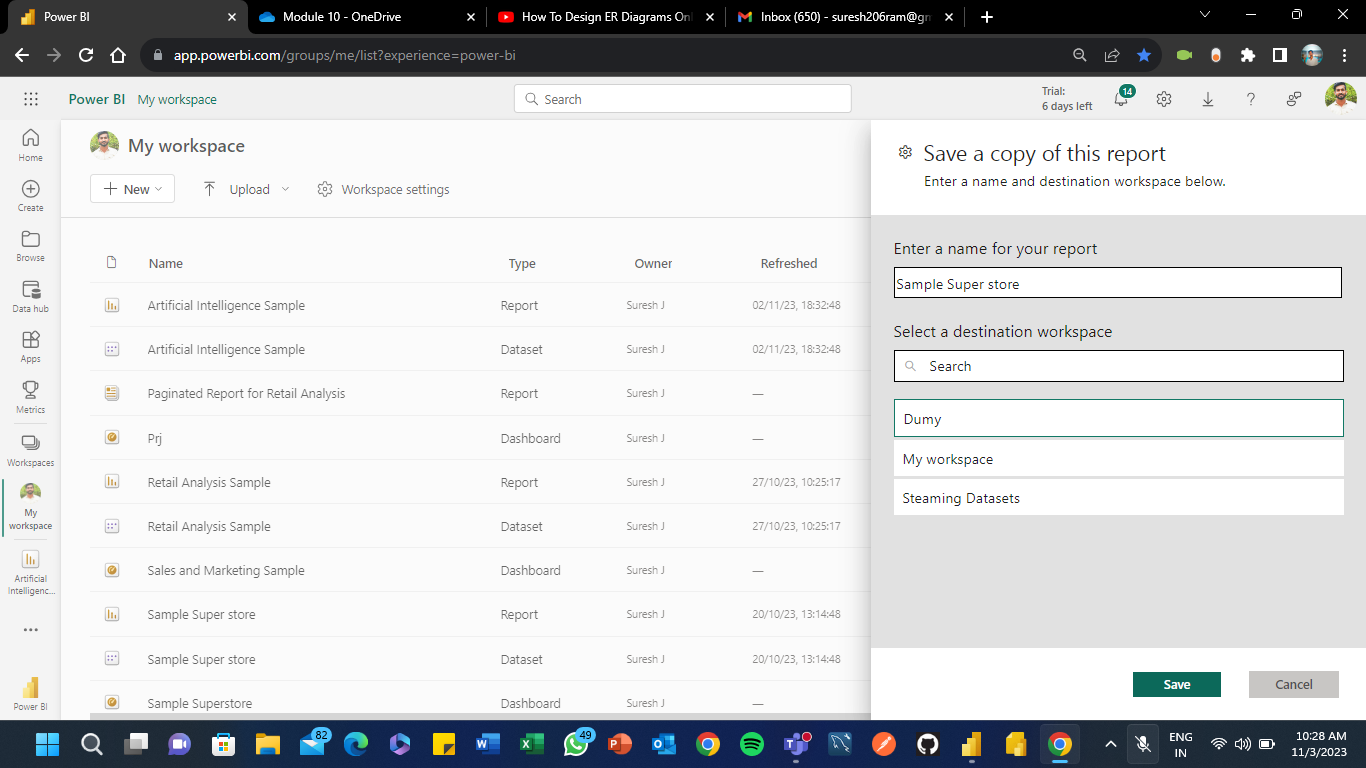 Power BI
Module 10 - OneDrive
How To Design ER Diagrams Onl
Inbox (650) - suresh206ram@gm
app.powerbi.com/groups/me/list?experience=power-bi
Power BI My workspace
Search
Trial:
6 days left
14
Home
Create
Browse
Data hub
Apps
Metrics
Workspaces
My
workspace
Artificial
Intelligenc...
Power BI
My workspace
New
Upload
Workspace settings
Name Type Owner Refreshed
Artificial Intelligence Sample Report Suresh J 02/11/23, 18:32:48
Artificial Intelligence Sample Dataset Suresh J 02/11/23, 18:32:48
Paginated Report for Retail Analysis Report Suresh J —
Prj Dashboard Suresh J —
Retail Analysis Sample Report Suresh J 27/10/23, 10:25:17
Retail Analysis Sample Dataset Suresh J 27/10/23, 10:25:17
Sales and Marketing Sample Dashboard Suresh J —
Sample Super store Report Suresh J 20/10/23, 13:14:48
Sample Super store Dataset Suresh J 20/10/23, 13:14:48
Sample Superstore Dashboard Suresh J —
Save a copy of this report
Enter a name and destination workspace below.
Enter a name for your report
Sample Super store
Select a destination workspace
Search
Dumy
My workspace
Steaming Datasets
Save
Cancel
82
49
ENG
IN
10:28 AM
11/3/2023